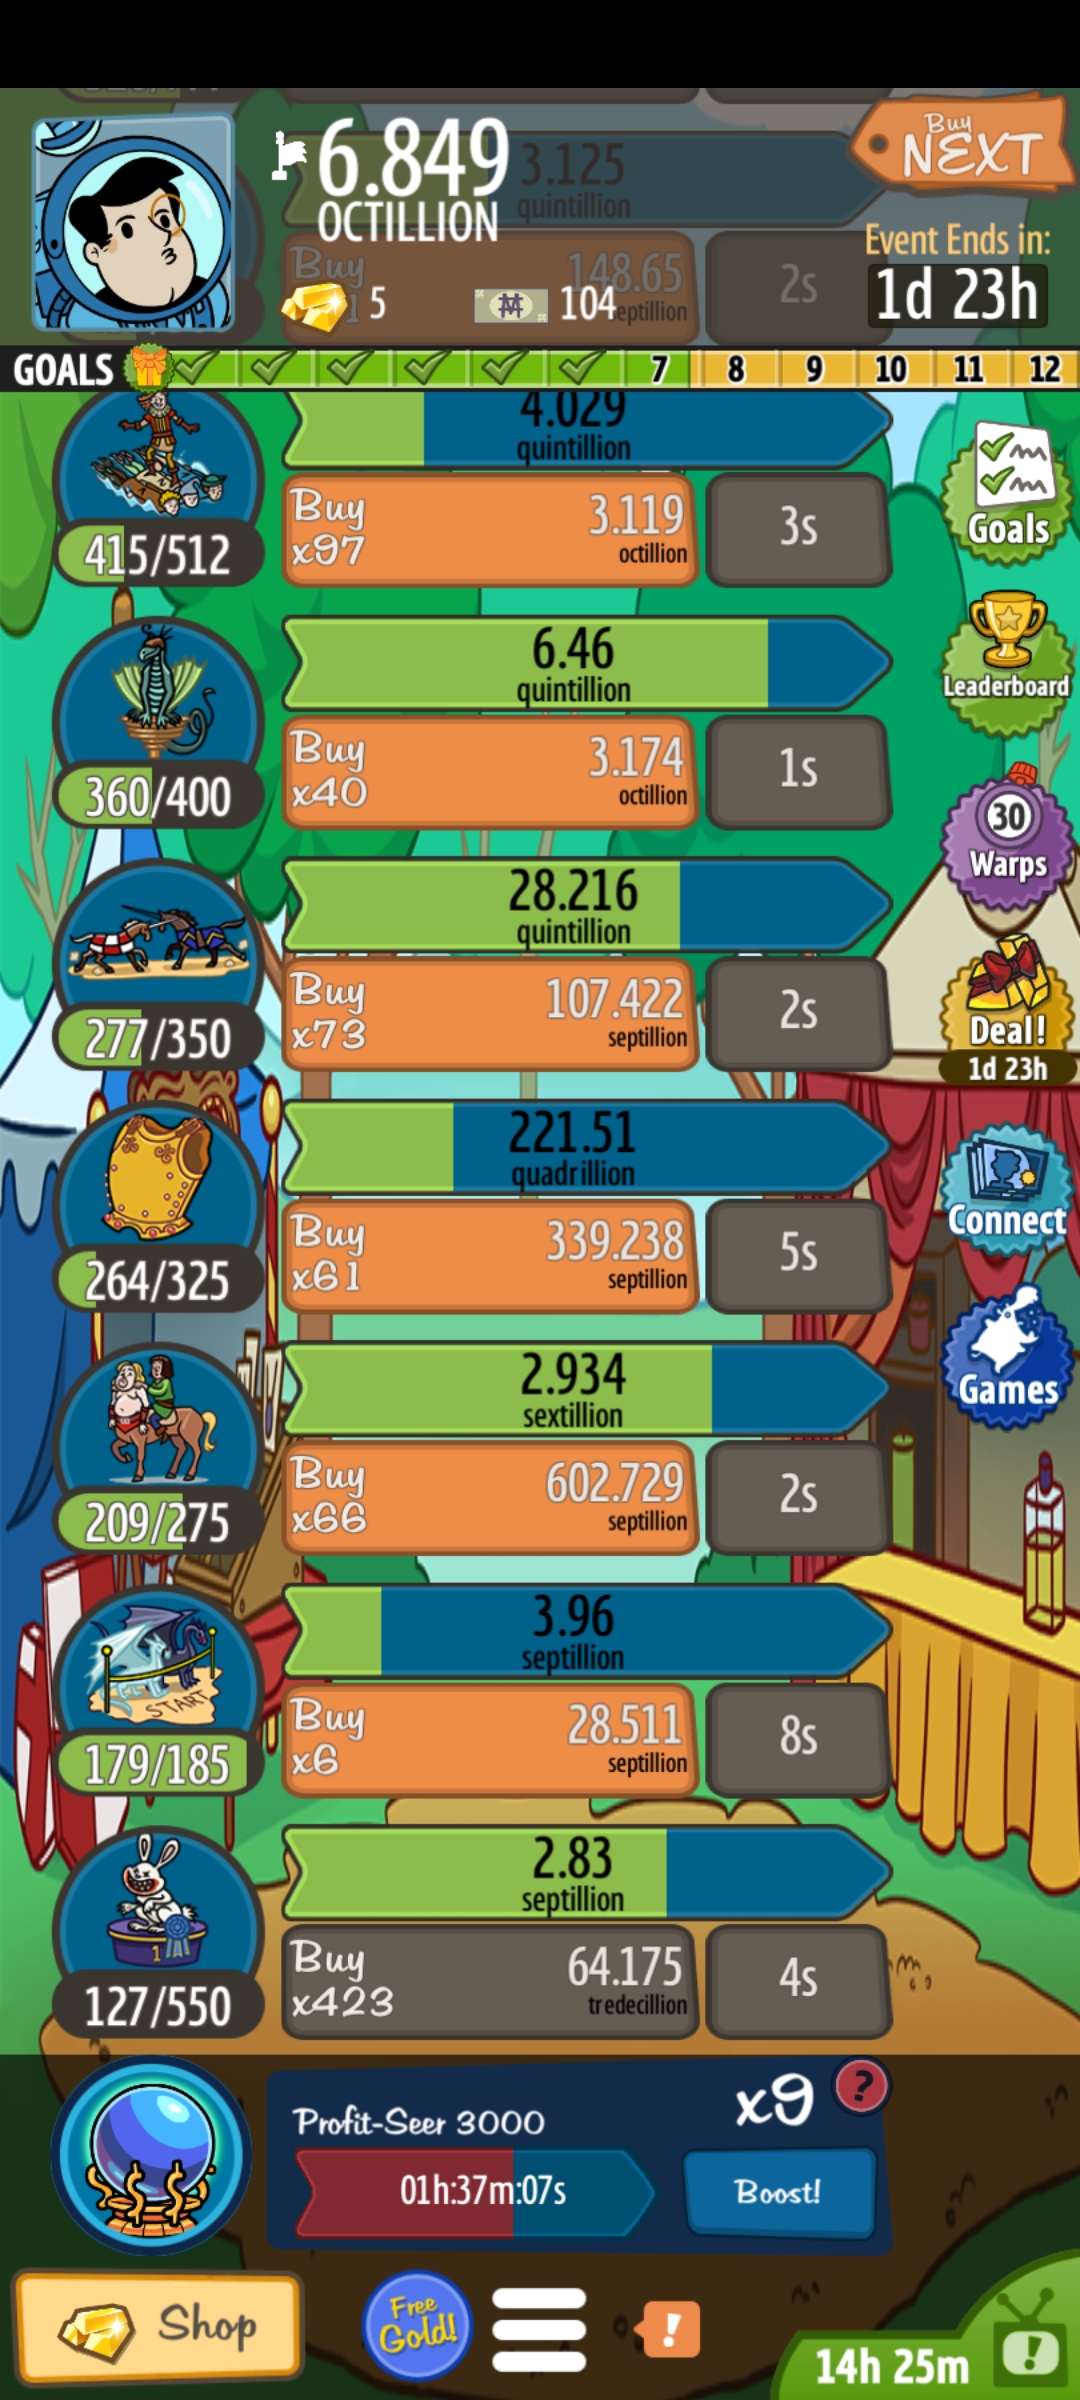 6.849
OCTILLION
3.125
quintillion
Buy
NEXT
Buy
148.65
eptillion
2s
5
104
Event Ends in:
1d 23h
GOALS 7 8 9 10 11 12
4.029
quintillion
415/512
Buy
x97
3.119
octillion
3s
Goals
6.46
quintillion
360/400
Buy
x40
3.174
octillion
1s
Leaderboard
28.216
quintillion
277/350
Buy
x73
107.422
septillion
2s
30
Warps
Deal!
1d 23h
221.51
quadrillion
264/325
Buy
x61
339.238
septillion
5s
Connect
2.934
sextillion
209/275
Buy
x66
602.729
septillion
2s
Games
3.96
septillion
START
179/185
Buy
x6
28.511
septillion
8s
2.83
septillion
1
127/550
Buy
x423
64.175
tredecillion
4s
Profit-Seer 3000
x9
?
01h:37m:07s
Boost!
Shop
Free
Gold!
!
14h 25m
!